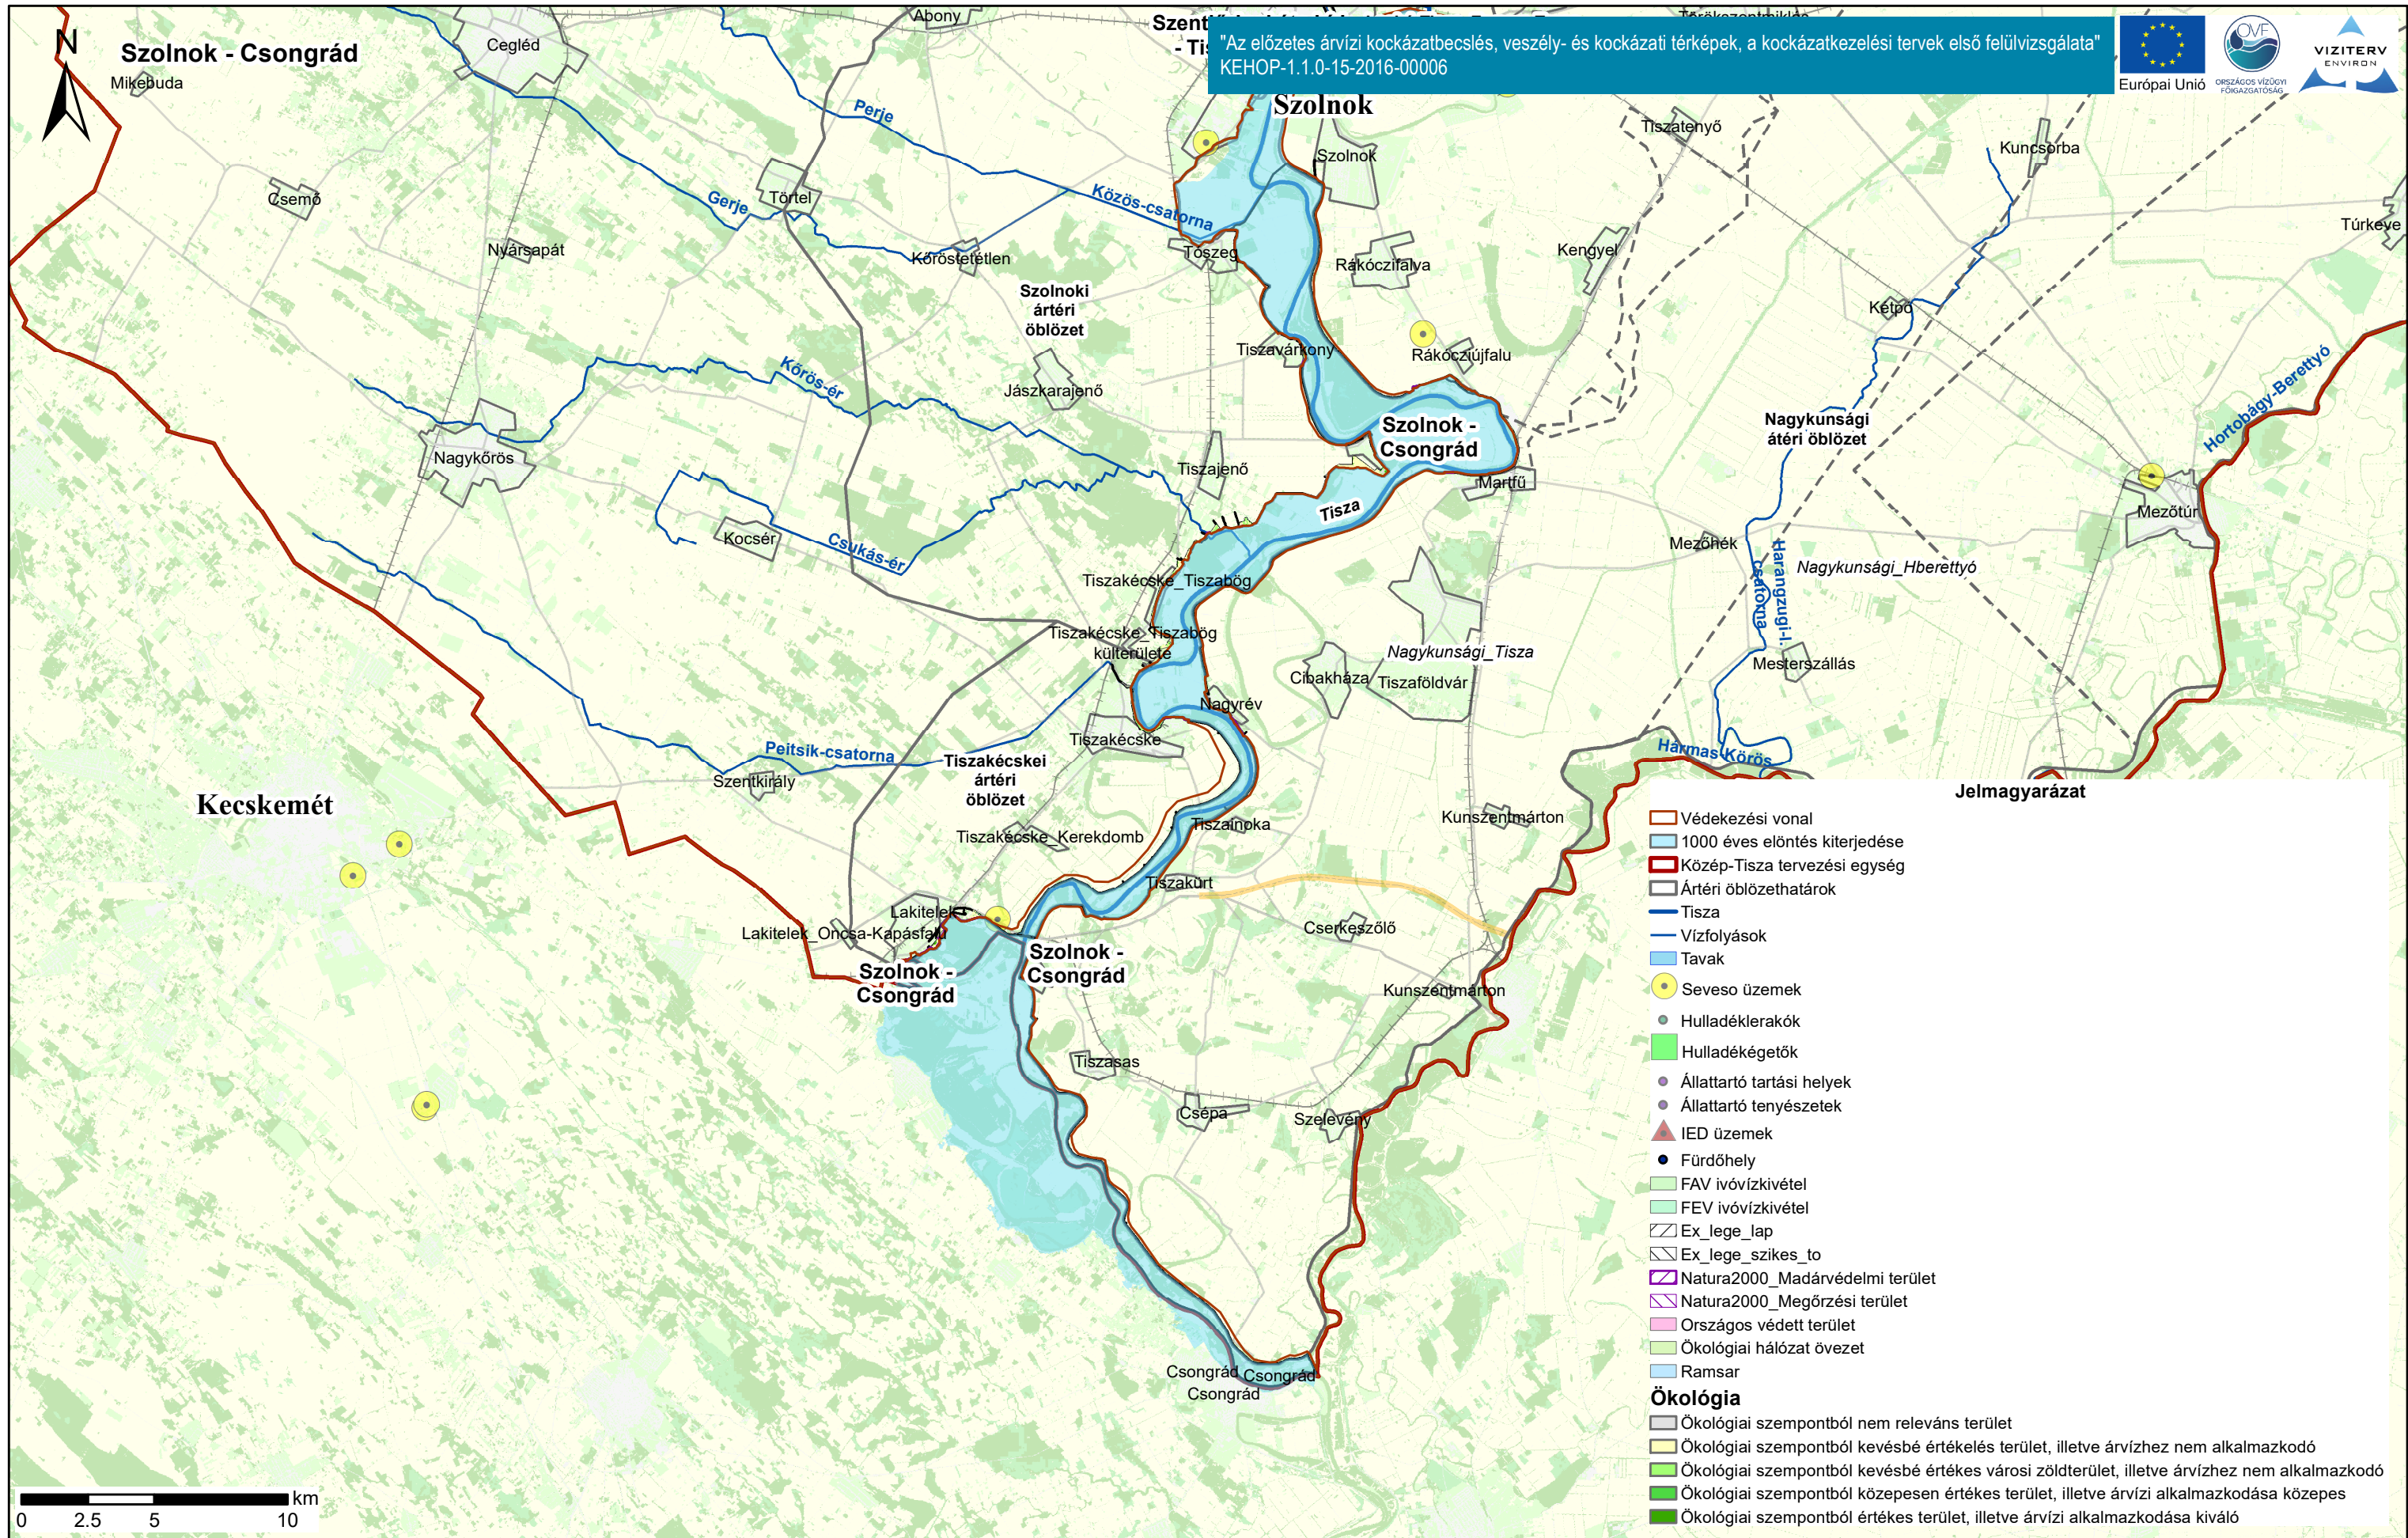 Szolnok - Csongrád
N
"Az előzetes árvízi kockázatbecslés, veszély- és kockázati térképek, a kockázatkezelési tervek első felülvizsgálata"
KEHOP-1.1.0-15-2016-00006
Európai Unió
OVF
ORSZÁGOS VÍZÜGYI
FŐIGAZGATÓSÁG
VIZITERV
ENVIRON
Abony
Cegléd
Mikebuda
Perje
Szolnok
Szolnok
Tiszatenyő
Kuncsorba
Csemő
Törtel
Gerje
Közös-csatorna
Túrkeve
Nyársapát
Kőröstetétlen
Tószeg
Rákóczifalva
Kengyel
Szolnoki
ártéri
öblözet
Kétpó
Tiszavárkony
Rákócziújfalu
Kőrös-ér
Jászkarajenő
Hortobágy-Berettyó
Nagykunsági
átéri öblözet
Szolnok -
Csongrád
Nagykőrös
Tiszajenő
Martfű
Tisza
Mezőtúr
Kocsér
Csukás-ér
Mezőhék
Harangzugi-I.
csatorna
Nagykunsági_Hberettyó
Tiszakécske_Tiszabög
Tiszakécske_Tiszabög
külterülete
Nagykunsági_Tisza
Mesterszállás
Cibakháza
Tiszaföldvár
Nagyrév
Tiszakécske
Peitsik-csatorna
Hármas-Körös
Tiszakécskei
ártéri
öblözet
Szentkirály
Kecskemét
Tiszainoka
Kunszentmárton
Tiszakécske_Kerekdomb
Tiszakürt
Lakitelek
Lakitelek_Oncsa-Kapásfalu
Cserkeszőlő
Szolnok -
Csongrád
Szolnok -
Csongrád
Kunszentmárton
Tiszasas
Csépa
Szelevény
Csongrád
Csongrád
Csongrád
Jelmagyarázat
Védekezési vonal
1000 éves elöntés kiterjedése
Közép-Tisza tervezési egység
Ártéri öblözethatárok
Tisza
Vízfolyások
Tavak
Seveso üzemek
Hulladéklerakók
Hulladékégetők
Állattartó tartási helyek
Állattartó tenyészetek
IED üzemek
Fürdőhely
FAV ivóvízkivétel
FEV ivóvízkivétel
Ex_lege_lap
Ex_lege_szikes_to
Natura2000_Madárvédelmi terület
Natura2000_Megőrzési terület
Országos védett terület
Ökológiai hálózat övezet
Ramsar
Ökológia
Ökológiai szempontból nem releváns terület
Ökológiai szempontból kevésbé értékelés terület, illetve árvízhez nem alkalmazkodó
Ökológiai szempontból kevésbé értékes városi zöldterület, illetve árvízhez nem alkalmazkodó
Ökológiai szempontból közepesen értékes terület, illetve árvízi alkalmazkodása közepes
Ökológiai szempontból értékes terület, illetve árvízi alkalmazkodása kiváló
km
0 2.5 5 10